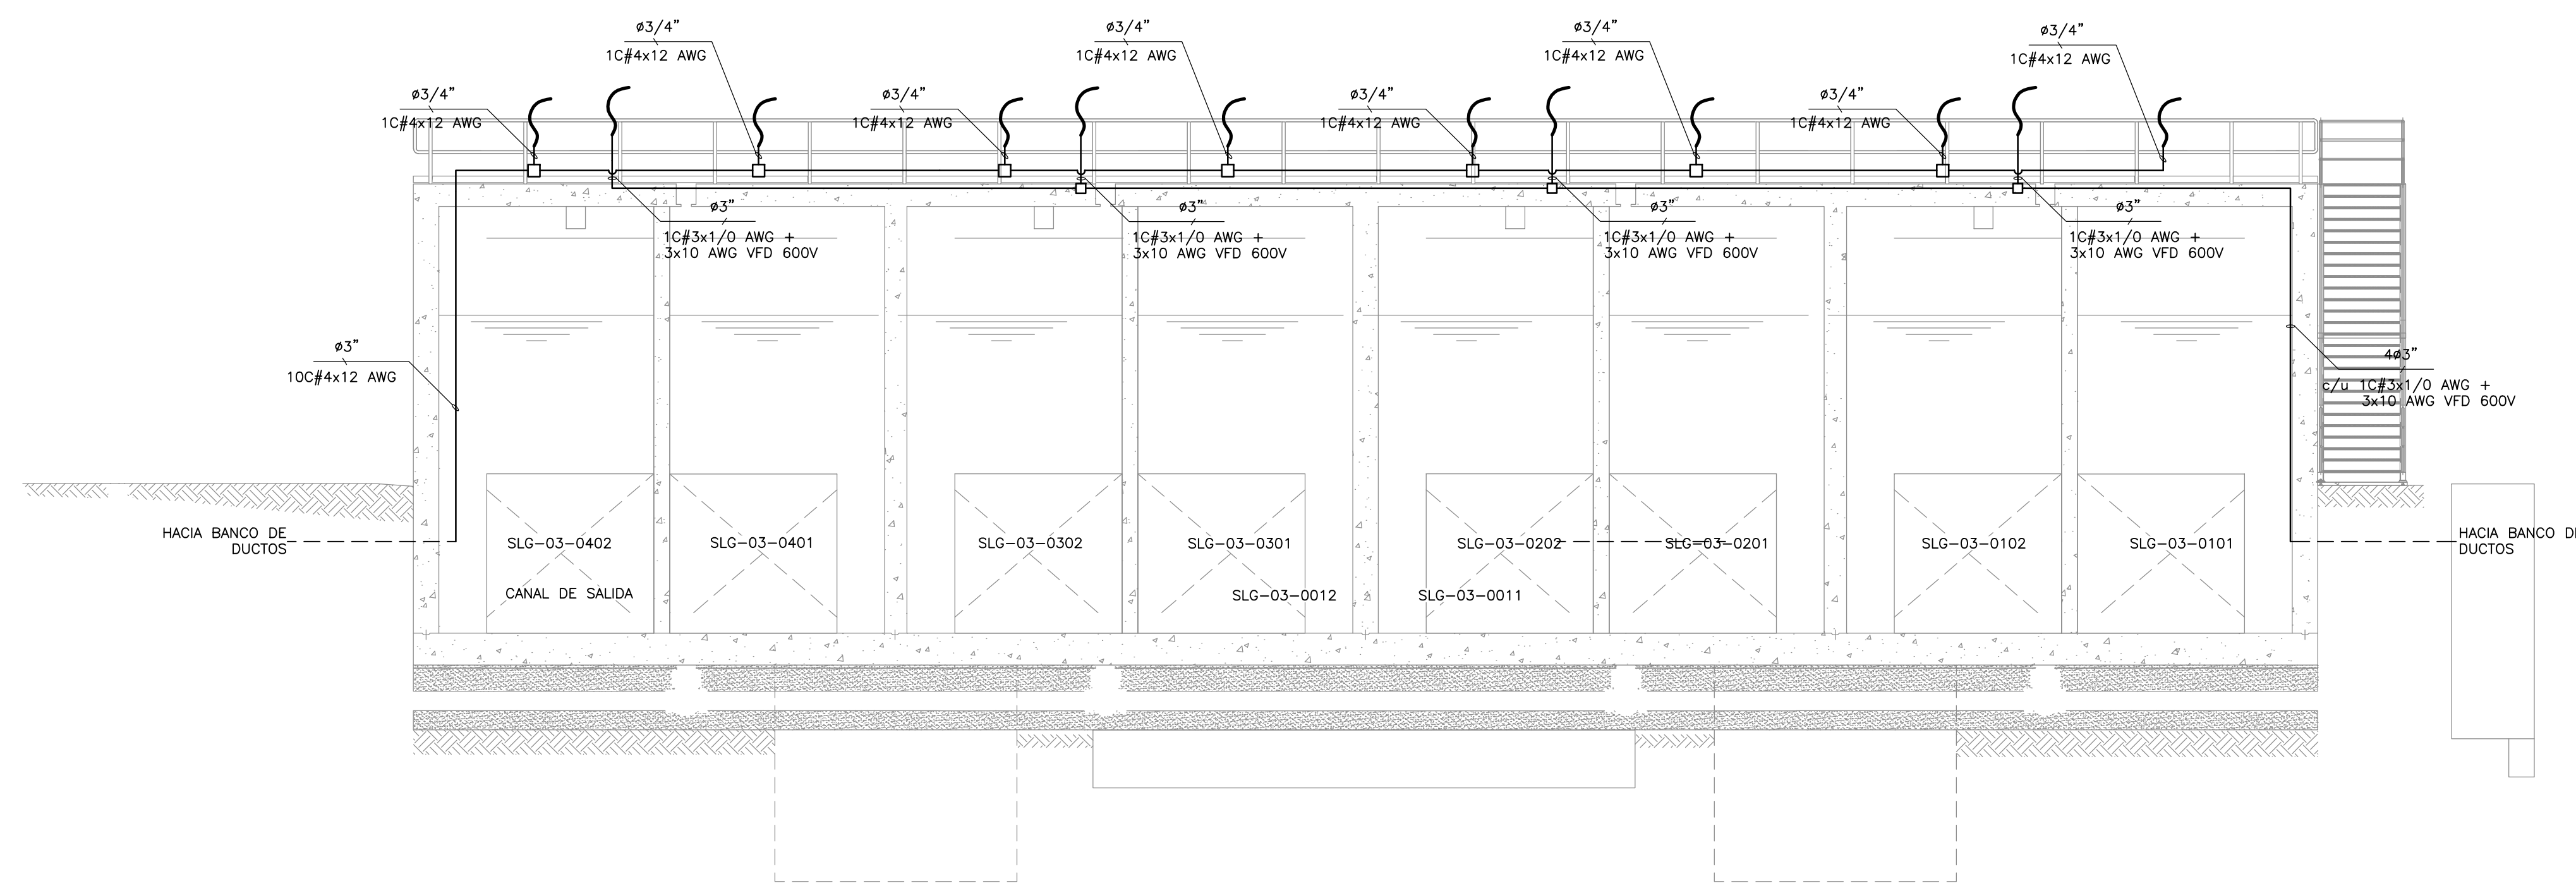 ø3/4"
1C#4x12 AWG
ø3/4"
1C#4x12 AWG
ø3/4"
1C#4x12 AWG
ø3/4"
1C#4x12 AWG
ø3/4"
1C#4x12 AWG
ø3/4"
1C#4x12 AWG
ø3/4"
1C#4x12 AWG
ø3/4"
1C#4x12 AWG
ø3"
1C#3x1/0 AWG +
3x10 AWG VFD 600V
ø3"
1C#3x1/0 AWG +
3x10 AWG VFD 600V
ø3"
1C#3x1/0 AWG +
3x10 AWG VFD 600V
ø3"
1C#3x1/0 AWG +
3x10 AWG VFD 600V
ø3"
10C#4x12 AWG
4ø3"
c/u 1C#3x1/0 AWG +
3x10 AWG VFD 600V
HACIA BANCO DE
DUCTOS
SLG-03-0402
SLG-03-0401
SLG-03-0302
SLG-03-0301
SLG-03-0202
SLG-03-0201
SLG-03-0102
SLG-03-0101
HACIA BANCO DE
DUCTOS
CANAL DE SALIDA
SLG-03-0012
SLG-03-0011